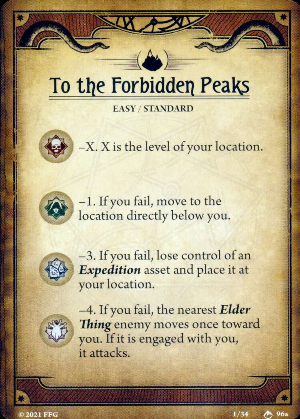 To the Forbidden Peaks
EASY / STANDARD
–X. X is the level of your location.
–1. If you fail, move to the
location directly below you.
–3. If you fail, lose control of an
Expedition asset and place it at
your location.
–4. If you fail, the nearest Elder
Thing enemy moves once toward
you. If it is engaged with you,
it attacks.
© 2021 FFG
1/34
96a